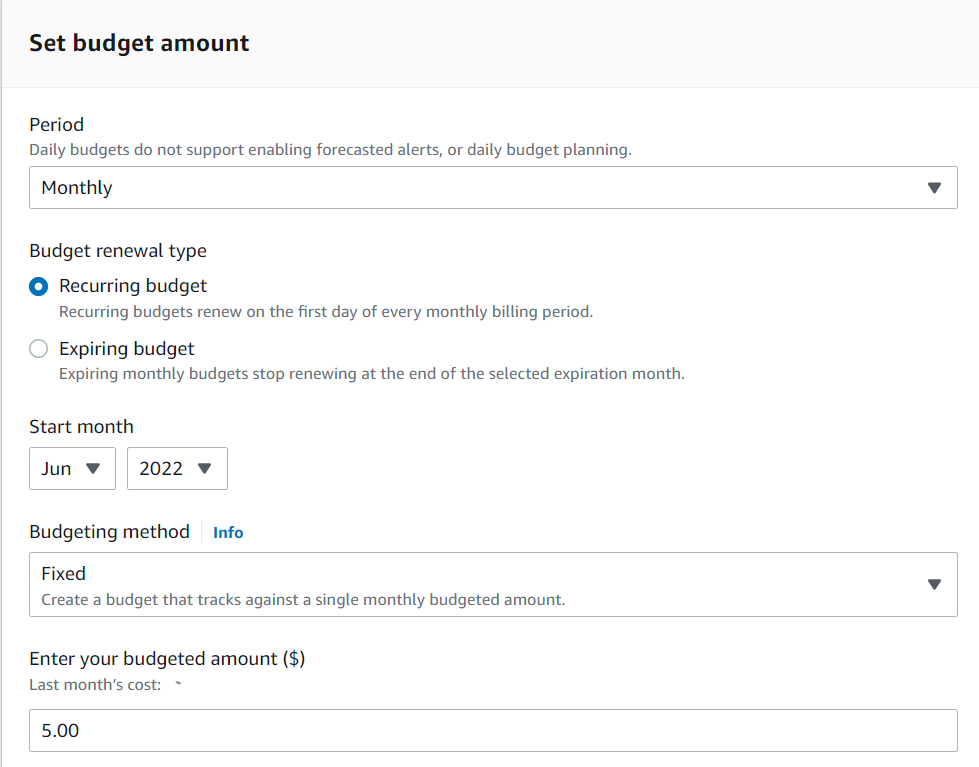 Set budget amount
Period
Daily budgets do not support enabling forecasted alerts, or daily budget planning.
Monthly
Budget renewal type
Recurring budget
Recurring budgets renew on the first day of every monthly billing period.
Expiring budget
Expiring monthly budgets stop renewing at the end of the selected expiration month.
Start month
Jun 2022
Budgeting method Info
Fixed
Create a budget that tracks against a single monthly budgeted amount.
Enter your budgeted amount ($)
Last month's cost:
5.00